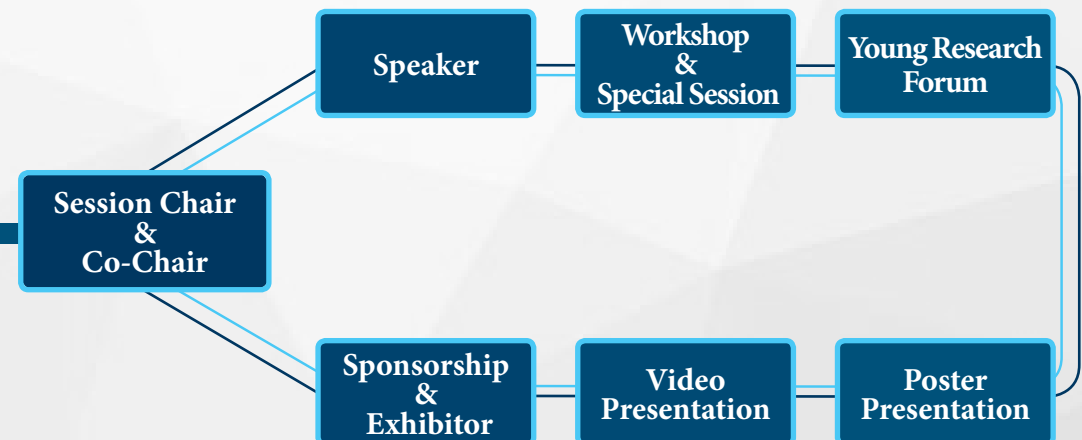 Speaker
Workshop
&
Special Session
Young Research
Forum
Session Chair
&
Co-Chair
Sponsorship
&
Exhibitor
Video
Presentation
Poster
Presentation